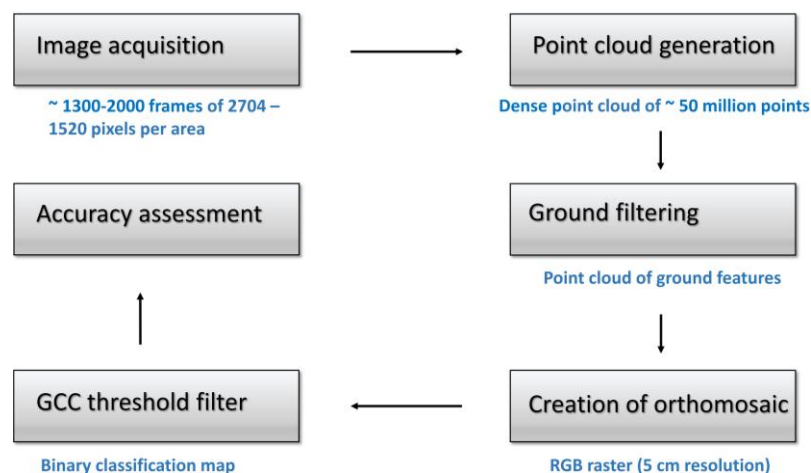 Image acquisition
~ 1300-2000 frames of 2704 –
1520 pixels per area
Point cloud generation
Dense point cloud of ~ 50 million points
Ground filtering
Point cloud of ground features
Creation of orthomosaic
RGB raster (5 cm resolution)
GCC threshold filter
Binary classification map
Accuracy assessment